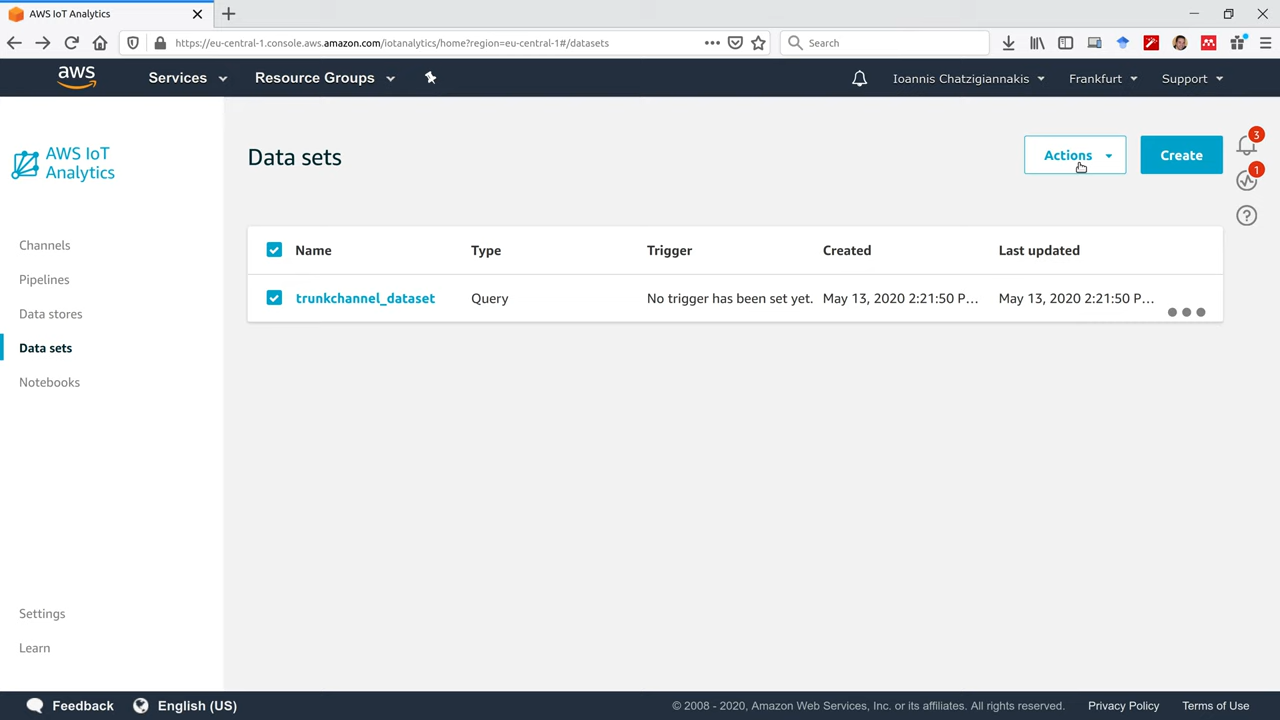 AWS IoT Analytics
https://eu-central-1.console.aws.amazon.com/iotanalytics/home?region=eu-central-1#/datasets
Search
aws
Services
Resource Groups
Ioannis Chatzigiannakis
Frankfurt
Support
AWS IoT
Analytics
Channels
Pipelines
Data stores
Data sets
Notebooks
Settings
Learn
Data sets
Actions
Create
3
1
Name Type Trigger Created Last updated
trunkchannel_dataset Query No trigger has been set yet. May 13, 2020 2:21:50 P... May 13, 2020 2:21:50 P...
Feedback
English (US)
© 2008 - 2020, Amazon Web Services, Inc. or its affiliates. All rights reserved.
Privacy Policy
Terms of Use